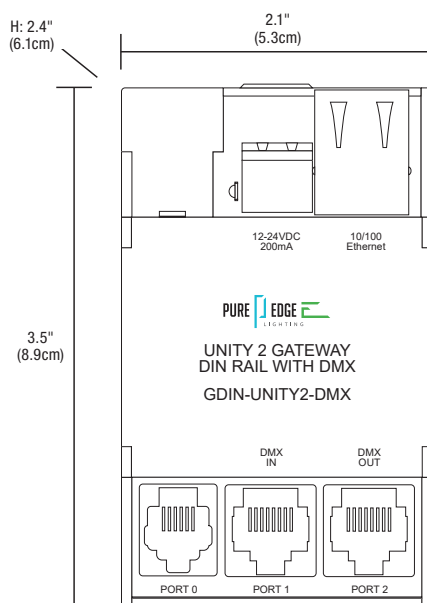 H: 2.4"
(6.1cm)
2.1"
(5.3cm)
3.5"
(8.9cm)
12-24VDC
200mA
10/100
Ethernet
PURE EDGE
LIGHTING
UNITY 2 GATEWAY
DIN RAIL WITH DMX
GDIN-UNITY2-DMX
DMX
IN
DMX
OUT
PORT 0
PORT 1
PORT 2